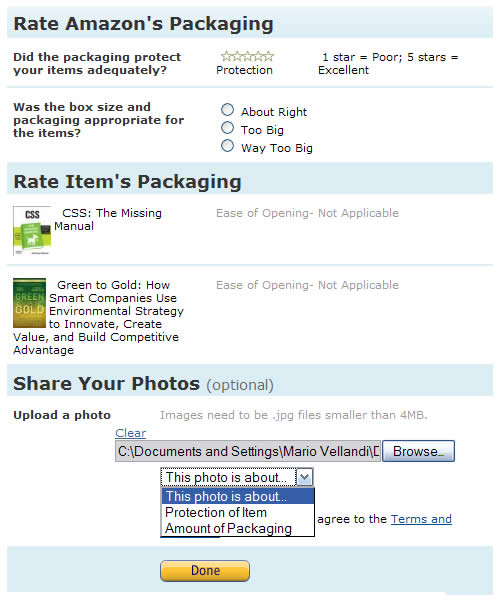 Rate Amazon's Packaging
Did the packaging protect
your items adequately?
Protection
1 star = Poor; 5 stars =
Excellent
Was the box size and
packaging appropriate for
the items?
About Right
Too Big
Way Too Big
Rate Item's Packaging
CSS
CSS: The Missing
Manual
Ease of Opening- Not Applicable
GREEN
TO
GOLD
Green to Gold: How
Smart Companies Use
Environmental Strategy
to Innovate, Create
Value, and Build Competitive
Advantage
Ease of Opening- Not Applicable
Share Your Photos (optional)
Upload a photo
Images need to be .jpg files smaller than 4MB.
Clear
C:\Documents and Settings\Mario Vellandi\[
Browse...
This photo is about...
This photo is about...
Protection of Item
Amount of Packaging
agree to the Terms and
Done